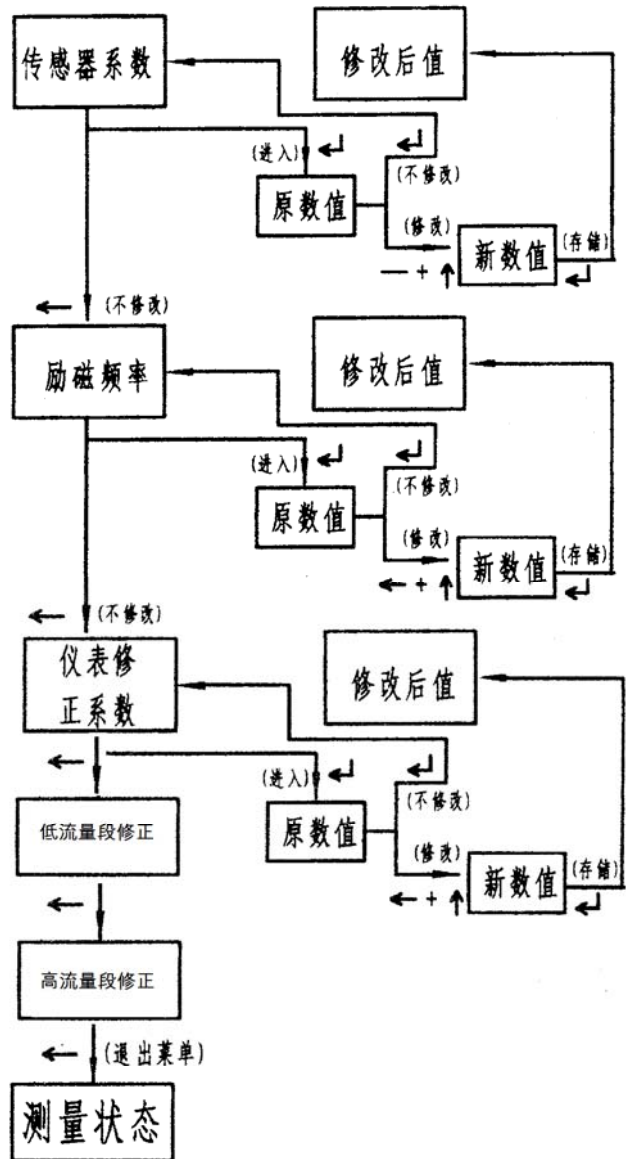 传感器系数
修改后值
(进入)
(不修改)
原数值
(修改)
新数值
(存储)
— +
(不修改)
励磁频率
修改后值
(进入)
(不修改)
原数值
(修改)
新数值
(存储)
← + ↑
(不修改)
仪表修
正系数
修改后值
(进入)
(不修改)
原数值
(修改)
新数值
(存储)
← + ↑
低流量段修正
高流量段修正
(退出菜单)
测量状态